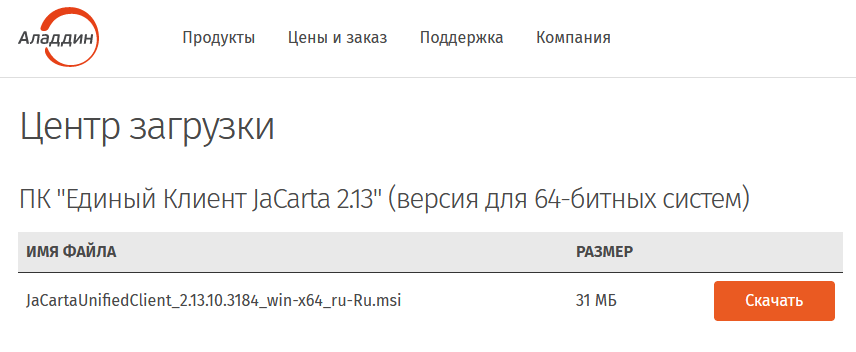 Аладдин Продукты Цены и заказ Поддержка Компания
Центр загрузки
ПК "Единый Клиент JaCarta 2.13" (версия для 64-битных систем)
ИМЯ ФАЙЛА РАЗМЕР
JaCartaUnifiedClient_2.13.10.3184_win-x64_ru-Ru.msi 31 МБ Скачать